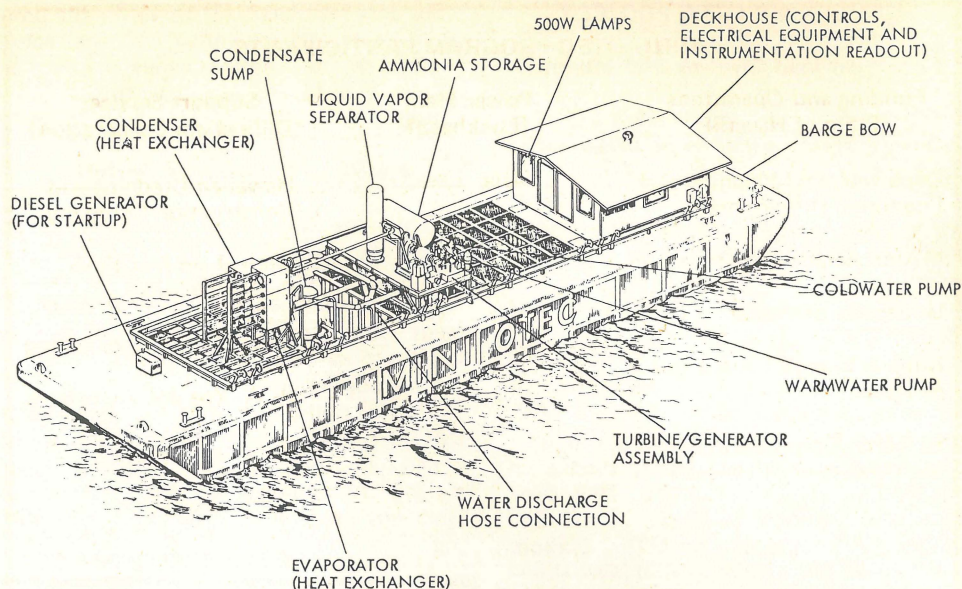 500W LAMPS
DECKHOUSE (CONTROLS,
ELECTRICAL EQUIPMENT AND
INSTRUMENTATION READOUT)
CONDENSATE
SUMP
AMMONIA STORAGE
LIQUID VAPOR
SEPARATOR
CONDENSER
(HEAT EXCHANGER)
BARGE BOW
DIESEL GENERATOR
(FOR STARTUP)
COLDWATER PUMP
MINI OTEC
WARMWATER PUMP
TURBINE/GENERATOR
ASSEMBLY
WATER DISCHARGE
HOSE CONNECTION
EVAPORATOR
(HEAT EXCHANGER)